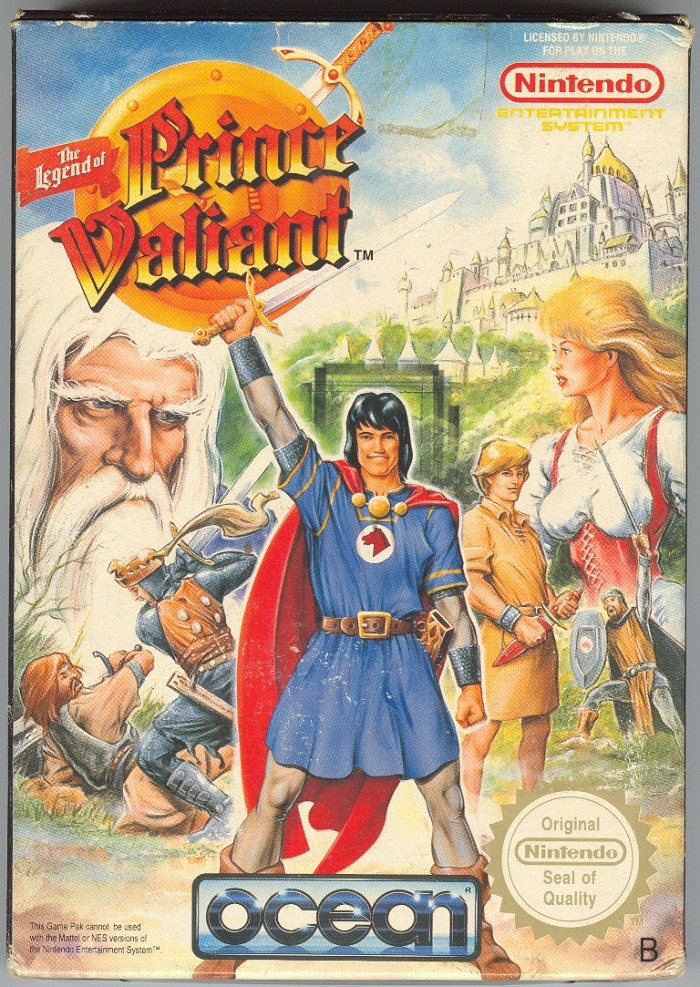 LICENSED BY NINTENDO®
FOR PLAY ON THE
Nintendo
ENTERTAINMENT
SYSTEM™
The
Legend of
Prince
Valiant™
Original
Nintendo
Seal of
Quality
TM
ocean®
This Game Pak cannot be used
with the Mattel or NES versions of
the Nintendo Entertainment System™.
B